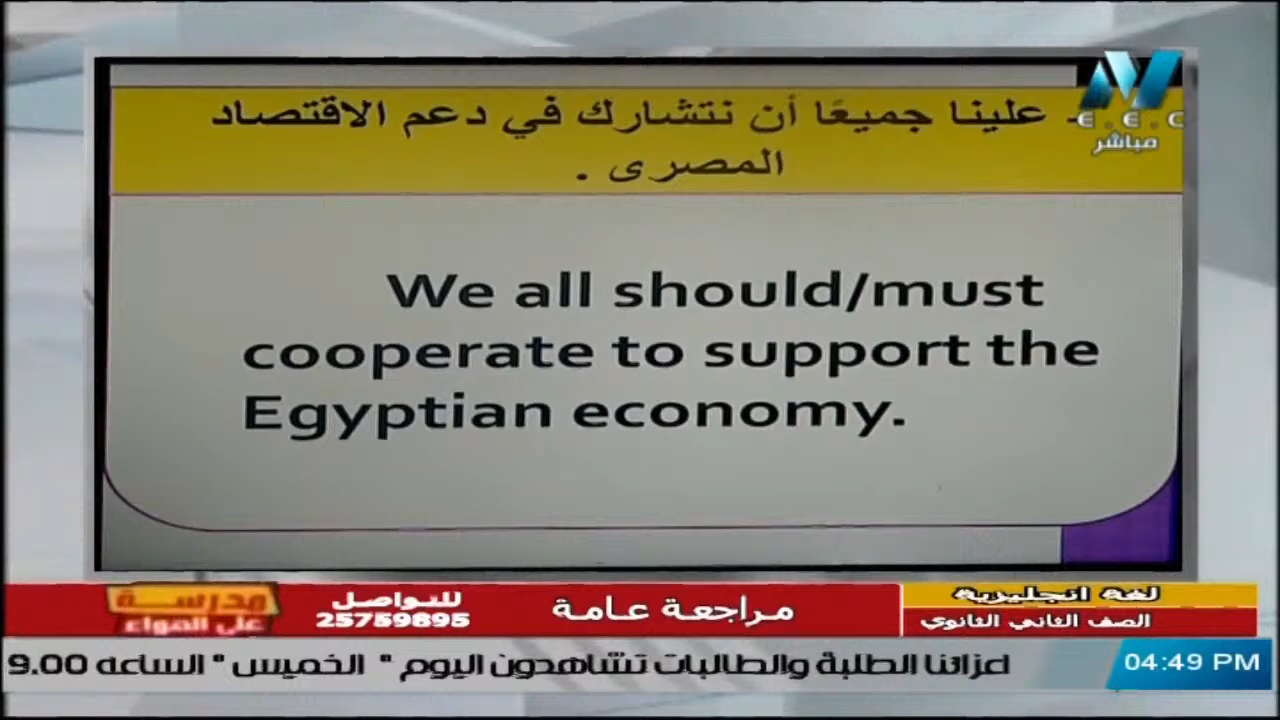 - علينا جميعًا أن نتشارك في دعم الاقتصاد
المصرى .
E.E.C
مباشر
We all should/must
cooperate to support the
Egyptian economy.
مدرسة
على الهواء
للتواصل
25759895
مراجعة عامة
لغة انجليزية
الصف الثاني الثانوي
اعزائنا الطلبة والطالبات تشاهدون اليوم " الخميس " الساعه 9.00
04:49 PM